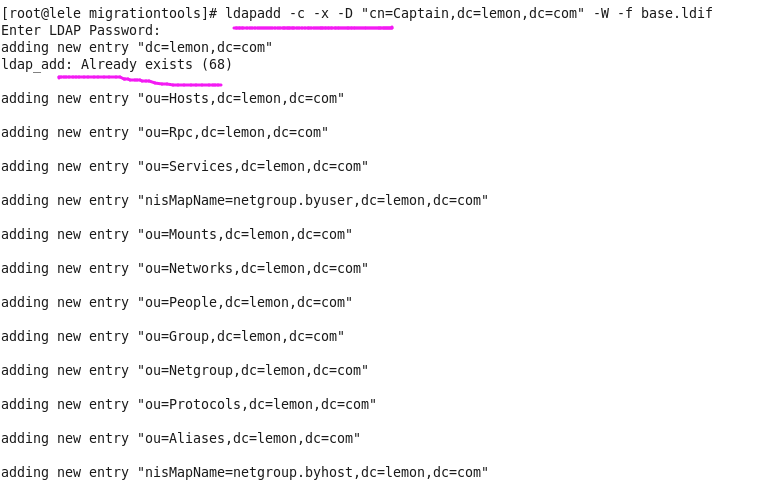 [root@lele migrationtools]# ldapadd -c -x -D "cn=Captain,dc=lemon,dc=com" -W -f base.ldif
Enter LDAP Password:
adding new entry "dc=lemon,dc=com"
ldap_add: Already exists (68)
adding new entry "ou=Hosts,dc=lemon,dc=com"
adding new entry "ou=Rpc,dc=lemon,dc=com"
adding new entry "ou=Services,dc=lemon,dc=com"
adding new entry "nisMapName=netgroup.byuser,dc=lemon,dc=com"
adding new entry "ou=Mounts,dc=lemon,dc=com"
adding new entry "ou=Networks,dc=lemon,dc=com"
adding new entry "ou=People,dc=lemon,dc=com"
adding new entry "ou=Group,dc=lemon,dc=com"
adding new entry "ou=Netgroup,dc=lemon,dc=com"
adding new entry "ou=Protocols,dc=lemon,dc=com"
adding new entry "ou=Aliases,dc=lemon,dc=com"
adding new entry "nisMapName=netgroup.byhost,dc=lemon,dc=com"